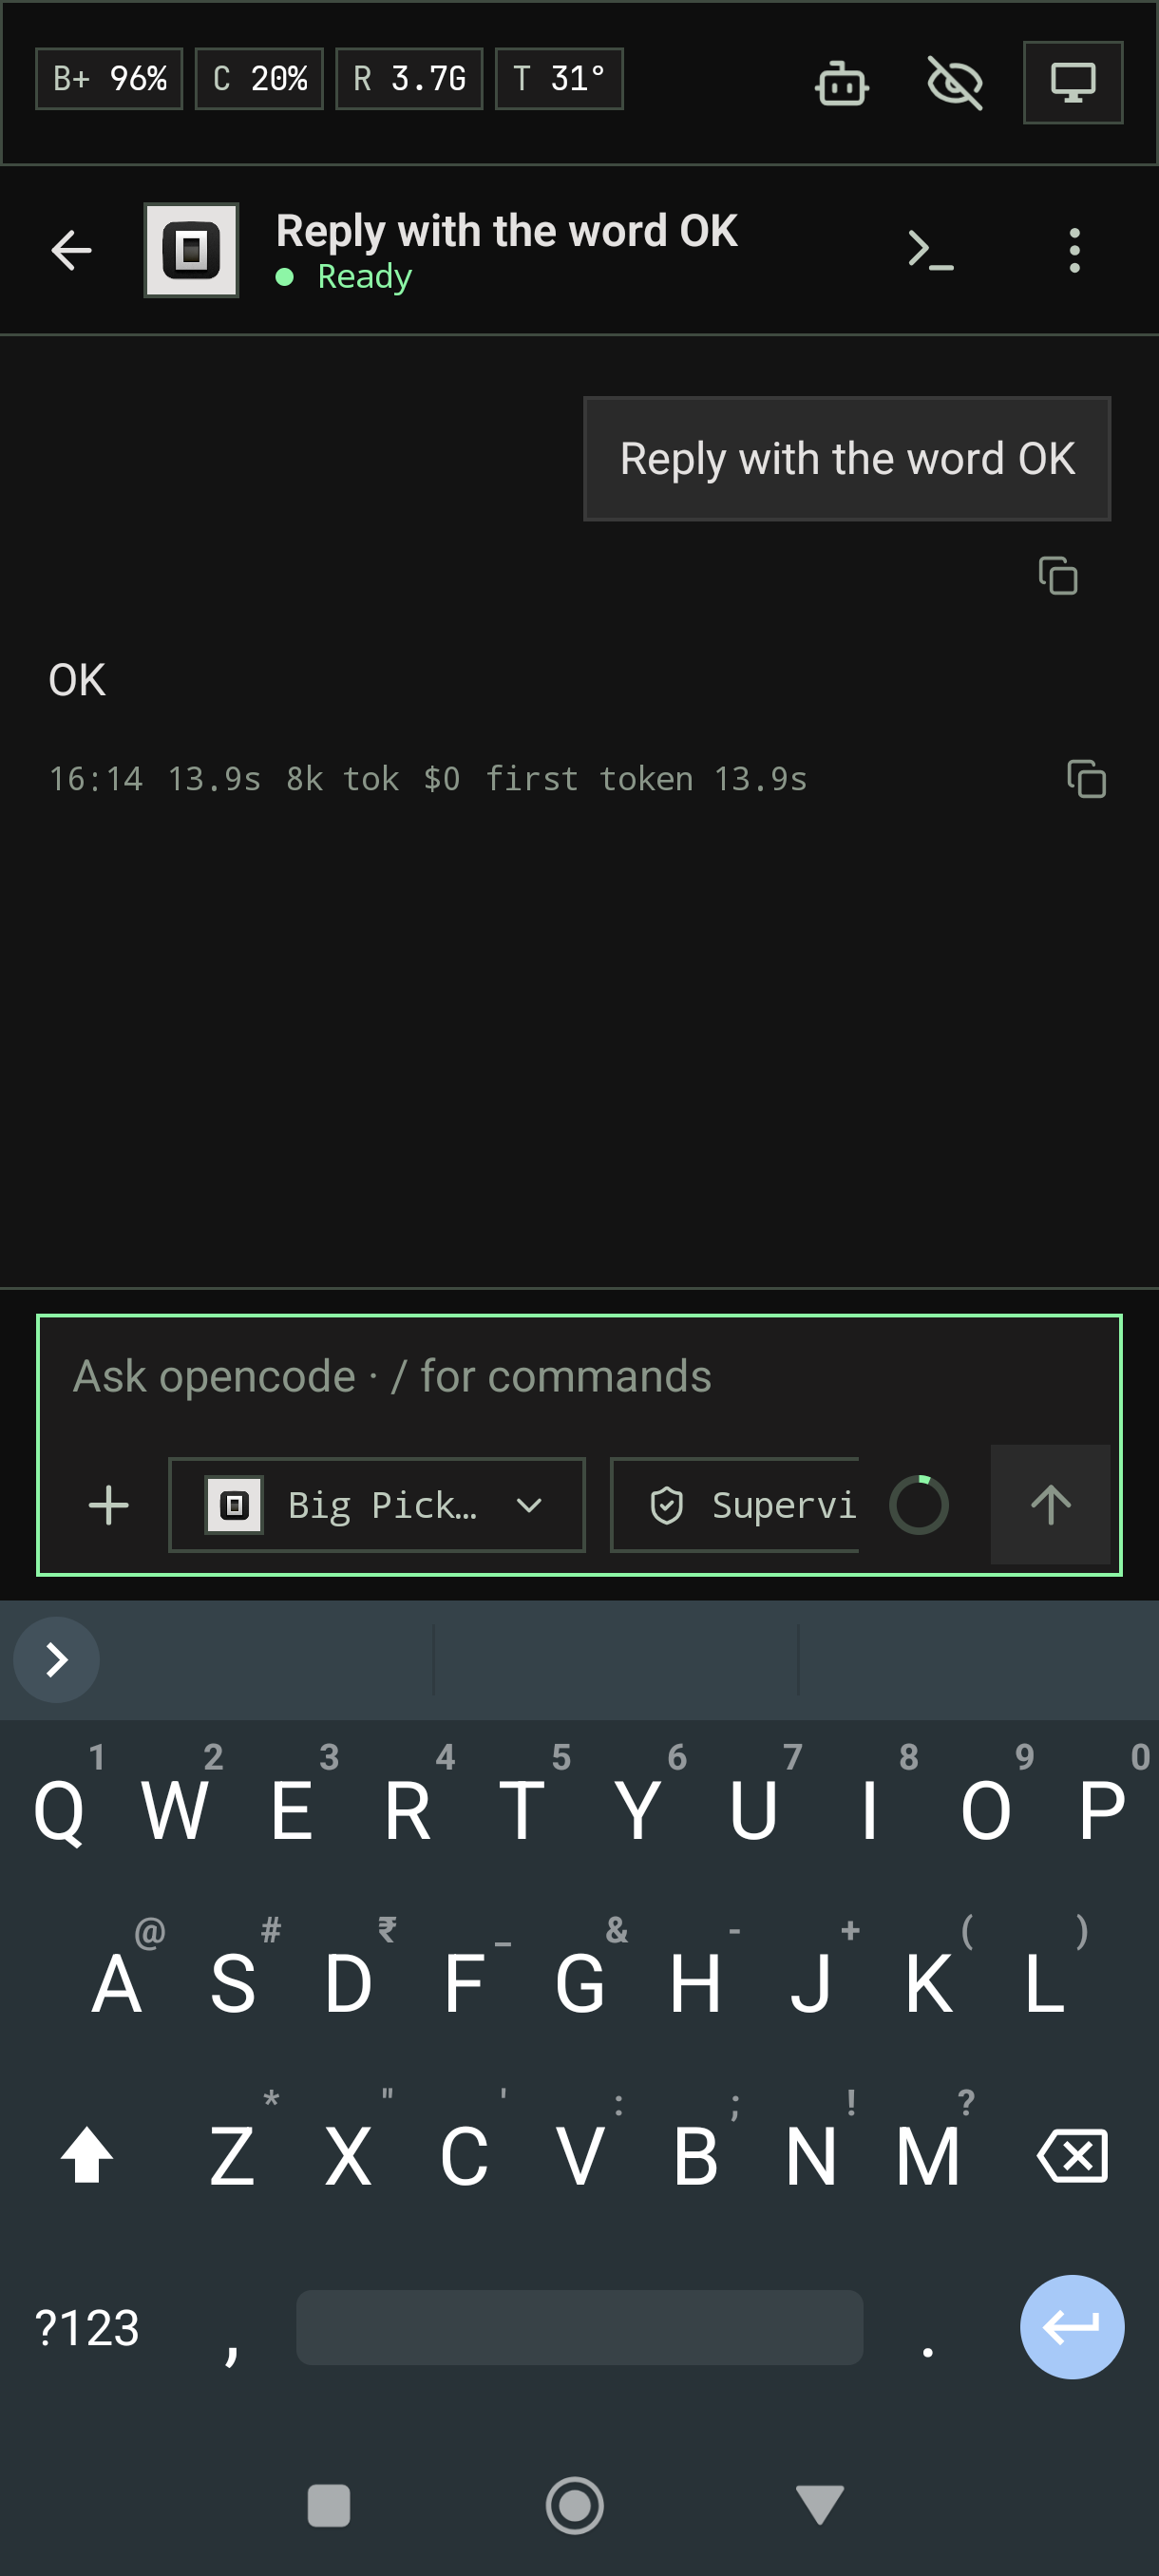 B+ 96% C 20% R 3.7G T 31°
Reply with the word OK
Ready
Reply with the word OK
OK
16:14 13.9s 8k tok $0 first token 13.9s
Ask opencode · / for commands
Big Pick… Supervi
1 2 3 4 5 6 7 8 9 0
Q W E R T Y U I O P
@ # ₹ _ & - + ( )
A S D F G H J K L
* " ' : ; ! ?
Z X C V B N M
?123 , .